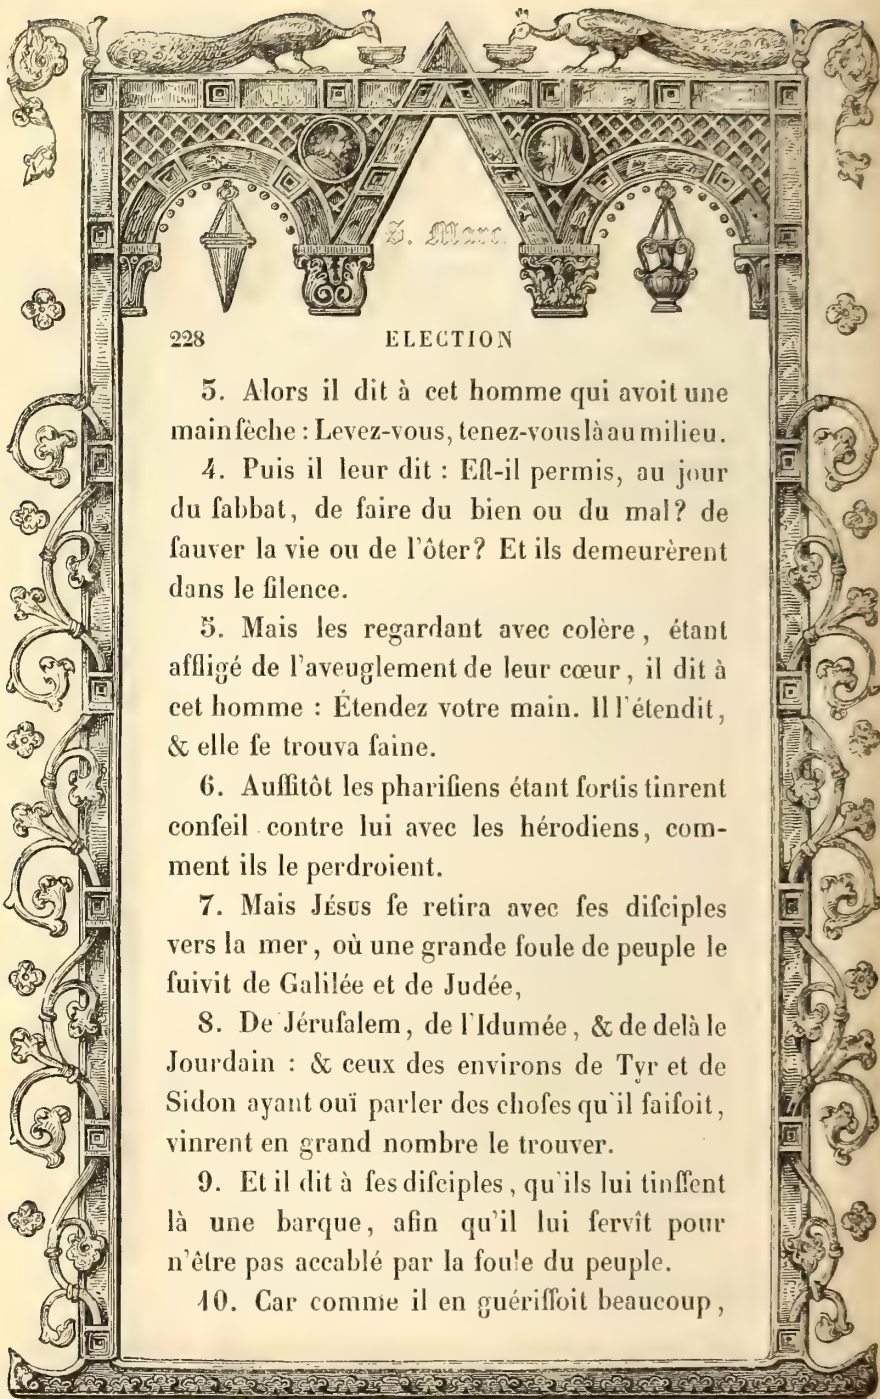 S. Marc.
228 ELECTION
3. Alors il dit à cet homme qui avoit une
main ſèche : Levez-vous, tenez-vous là au milieu.
4. Puis il leur dit : Eſt-il permis, au jour
du ſabbat, de faire du bien ou du mal? de
ſauver la vie ou de l'ôter? Et ils demeurèrent
dans le ſilence.
5. Mais les regardant avec colère, étant
affligé de l'aveuglement de leur cœur, il dit à
cet homme : Étendez votre main. Il l'étendit,
& elle ſe trouva ſaine.
6. Auſſitôt les phariſiens étant ſortis tinrent
conſeil contre lui avec les hérodiens, com-
ment ils le perdroient.
7. Mais JÉSUS ſe retira avec ſes diſciples
vers la mer, où une grande foule de peuple le
ſuivit de Galilée et de Judée,
8. De Jéruſalem, de l'Idumée, & de delà le
Jourdain : & ceux des environs de Tyr et de
Sidon ayant ouï parler des choſes qu'il faiſoit,
vinrent en grand nombre le trouver.
9. Et il dit à ſes diſciples, qu'ils lui tinſſent
là une barque, afin qu'il lui ſervît pour
n'être pas accablé par la foule du peuple.
10. Car comme il en guériſſoit beaucoup,